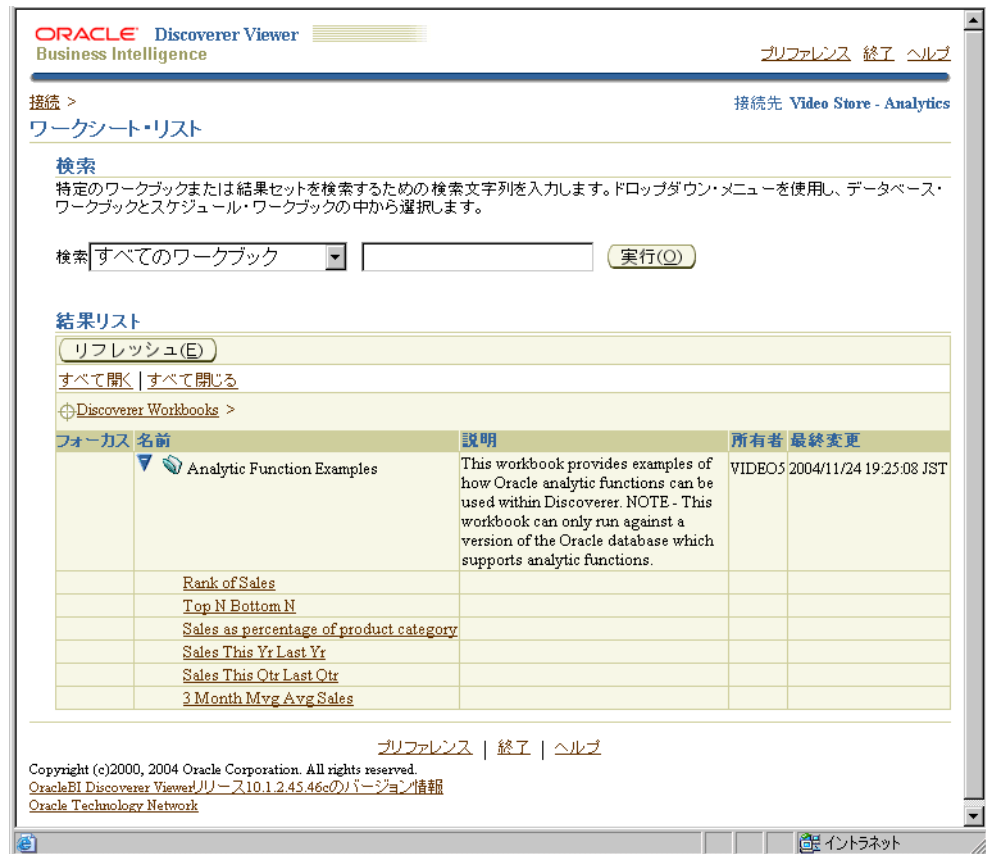 ORACLE Discoverer Viewer
Business Intelligence
プリファレンス 終了 ヘルプ
接続 >
接続先 Video Store - Analytics
ワークシート・リスト
検索
特定のワークブックまたは結果セットを検索するための検索文字列を入力します。ドロップダウン・メニューを使用し、データベース・
ワークブックとスケジュール・ワークブックの中から選択します。
検索 すべてのワークブック 実行(O)
結果リスト
リフレッシュ(E)
すべて開く | すべて閉じる
Discoverer Workbooks >
フォーカス 名前 説明 所有者 最終変更
Analytic Function Examples This workbook provides examples of VIDEO5 2004/11/24 19:25:08 JST
how Oracle analytic functions can be
used within Discoverer. NOTE - This
workbook can only run against a
version of the Oracle database which
supports analytic functions.
Rank of Sales
Top N Bottom N
Sales as percentage of product category
Sales This Yr Last Yr
Sales This Qtr Last Qtr
3 Month Mvg Avg Sales
プリファレンス | 終了 | ヘルプ
Copyright (c)2000, 2004 Oracle Corporation. All rights reserved.
OracleBI Discoverer Viewerリリース10.1.2.45.46cのバージョン情報
Oracle Technology Network
イントラネット